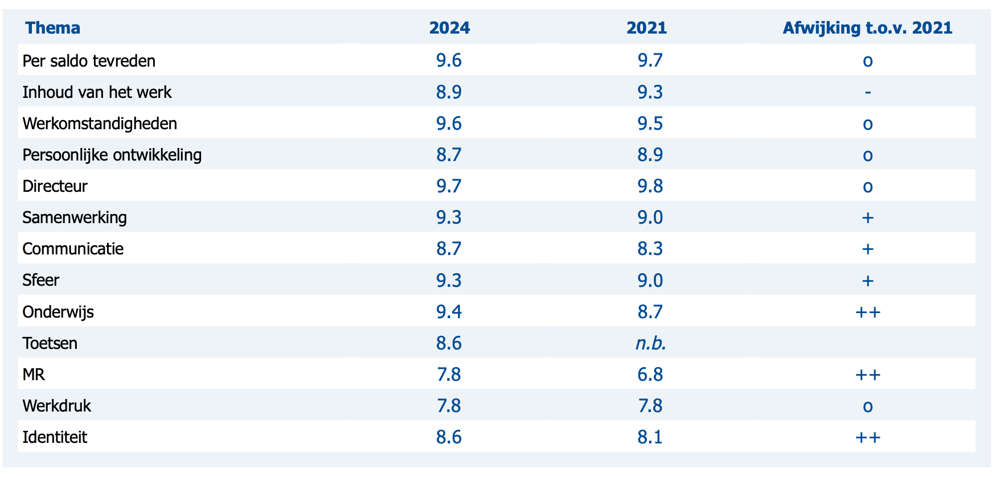 Thema 2024 2021 Afwijking t.o.v. 2021
Per saldo tevreden 9.6 9.7 o
Inhoud van het werk 8.9 9.3 -
Werkomstandigheden 9.6 9.5 o
Persoonlijke ontwikkeling 8.7 8.9 o
Directeur 9.7 9.8 o
Samenwerking 9.3 9.0 +
Communicatie 8.7 8.3 +
Sfeer 9.3 9.0 +
Onderwijs 9.4 8.7 ++
Toetsen 8.6 n.b.
MR 7.8 6.8 ++
Werkdruk 7.8 7.8 o
Identiteit 8.6 8.1 ++